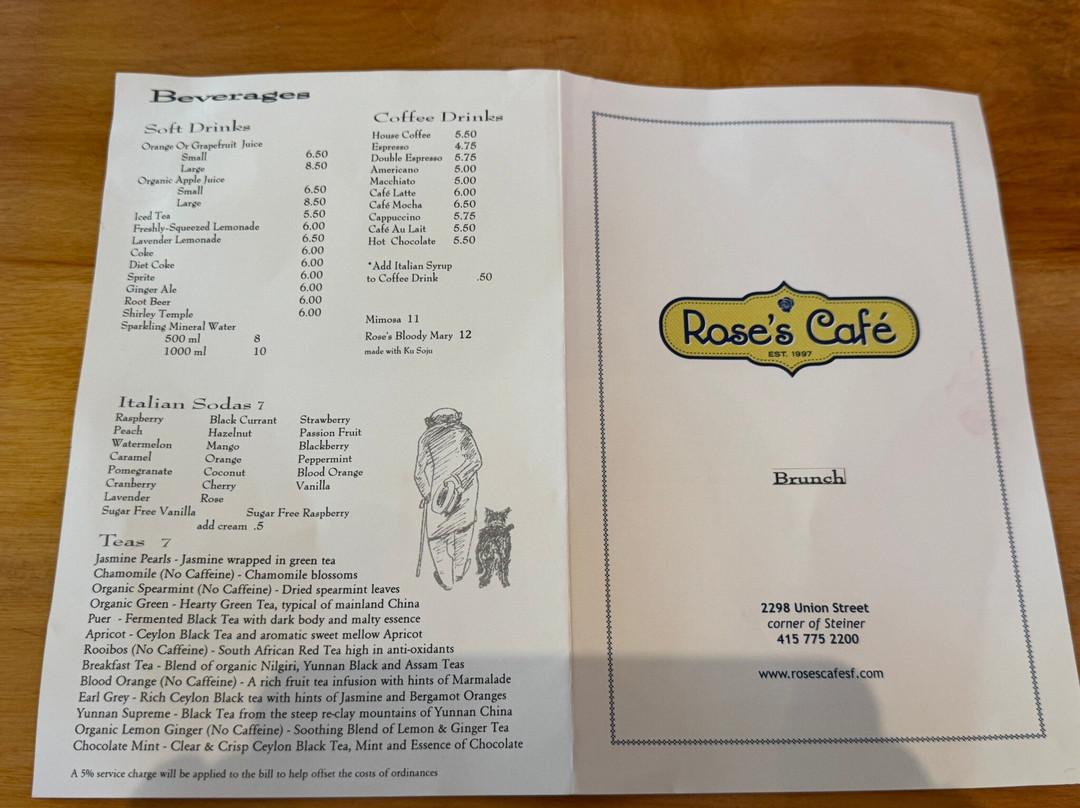 Beverages
Soft Drinks
Orange Or Grapefruit Juice
Small 6.50
Large 8.50
Organic Apple Juice
Small 6.50
Large 8.50
Iced Tea 5.50
Freshly-Squeezed Lemonade 6.00
Lavender Lemonade 6.50
Coke 6.00
Diet Coke 6.00
Sprite 6.00
Ginger Ale 6.00
Root Beer 6.00
Shirley Temple 6.00
Sparkling Mineral Water
500 ml 8
1000 ml 10
Coffee Drinks
House Coffee 5.50
Espresso 4.75
Double Espresso 5.75
Americano 5.00
Macchiato 5.00
Café Latte 6.00
Café Mocha 6.50
Cappuccino 5.75
Café Au Lait 5.50
Hot Chocolate 5.50
*Add Italian Syrup
to Coffee Drink .50
Mimosa 11
Rose's Bloody Mary 12
made with Ku Soju
Italian Sodas 7
Raspberry Black Currant Strawberry
Peach Hazelnut Passion Fruit
Watermelon Mango Blackberry
Caramel Orange Peppermint
Pomegranate Coconut Blood Orange
Cranberry Cherry Vanilla
Lavender Rose
Sugar Free Vanilla Sugar Free Raspberry
add cream .5
Teas 7
Jasmine Pearls - Jasmine wrapped in green tea
Chamomile (No Caffeine) - Chamomile blossoms
Organic Spearmint (No Caffeine) - Dried spearmint leaves
Organic Green - Hearty Green Tea, typical of mainland China
Puer - Fermented Black Tea with dark body and malty essence
Apricot - Ceylon Black Tea and aromatic sweet mellow Apricot
Rooibos (No Caffeine) - South African Red Tea high in anti-oxidants
Breakfast Tea - Blend of organic Nilgiri, Yunnan Black and Assam Teas
Blood Orange (No Caffeine) - A rich fruit tea infusion with hints of Marmalade
Earl Grey - Rich Ceylon Black tea with hints of Jasmine and Bergamot Oranges
Yunnan Supreme - Black Tea from the steep re-clay mountains of Yunnan China
Organic Lemon Ginger (No Caffeine) - Soothing Blend of Lemon & Ginger Tea
Chocolate Mint - Clear & Crisp Ceylon Black Tea, Mint and Essence of Chocolate
A 5% service charge will be applied to the bill to help offset the costs of ordinances
Rose's Café
EST. 1997
Brunch
2298 Union Street
corner of Steiner
415 775 2200
www.rosescafesf.com